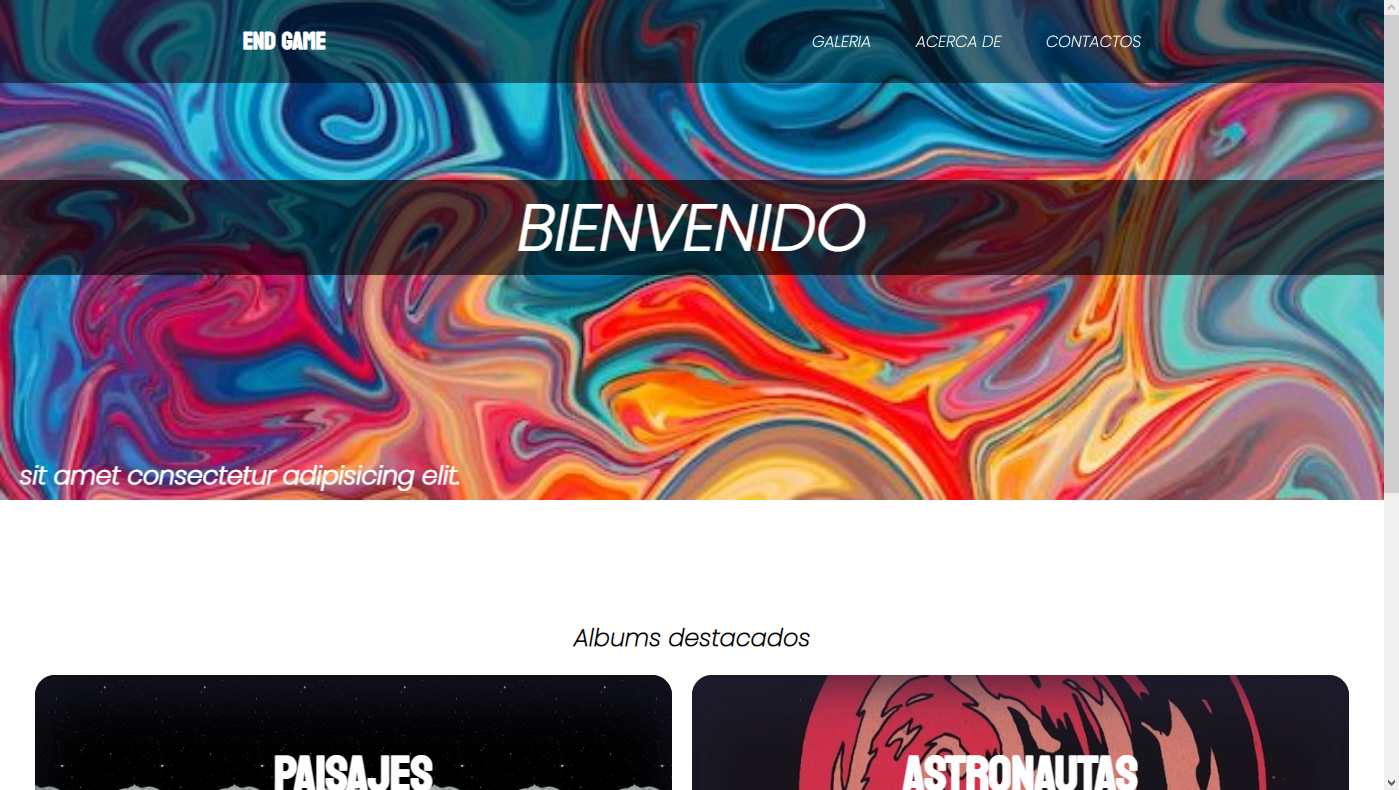 END GAME
GALERIA ACERCA DE CONTACTOS
BIENVENIDO
sit amet consectetur adipisicing elit.
Albums destacados
PAISAJES
ASTRONAUTAS